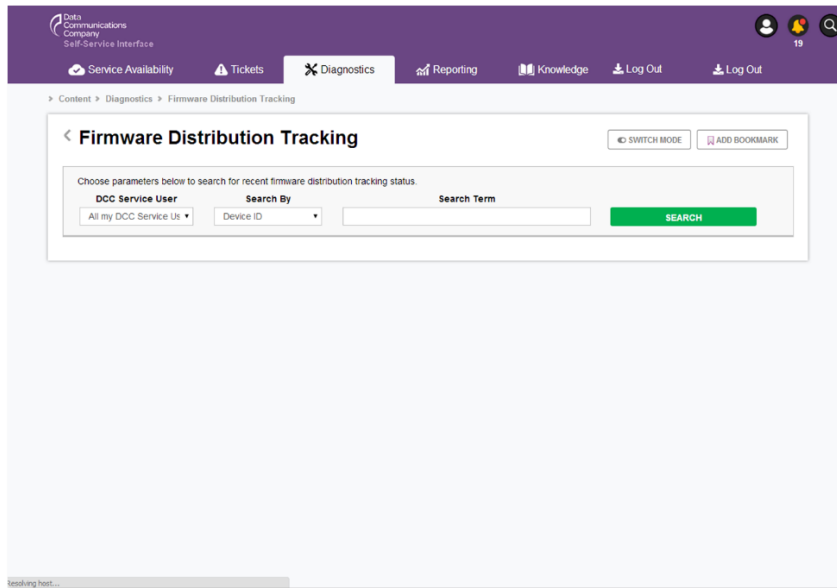 Data
Communications
Company
Self-Service Interface
19
Service Availability
Tickets
Diagnostics
Reporting
Knowledge
Log Out
Log Out
> Content > Diagnostics > Firmware Distribution Tracking
< Firmware Distribution Tracking
SWITCH MODE
ADD BOOKMARK
Choose parameters below to search for recent firmware distribution tracking status.
DCC Service User
Search By
Search Term
All my DCC Service Us
Device ID
SEARCH
Resolving host...